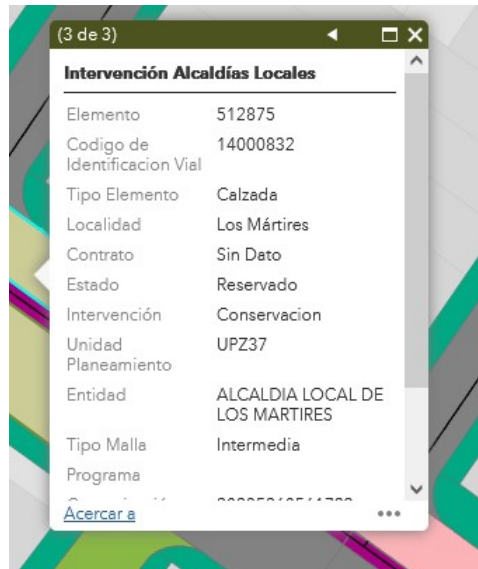 (3 de 3)
Intervención Alcaldías Locales
Elemento 512875
Codigo de 14000832
Identificacion Vial
Tipo Elemento Calzada
Localidad Los Mártires
Contrato Sin Dato
Estado Reservado
Intervención Conservacion
Unidad UPZ37
Planeamiento
Entidad ALCALDIA LOCAL DE
LOS MARTIRES
Tipo Malla Intermedia
Programa
Acercar a